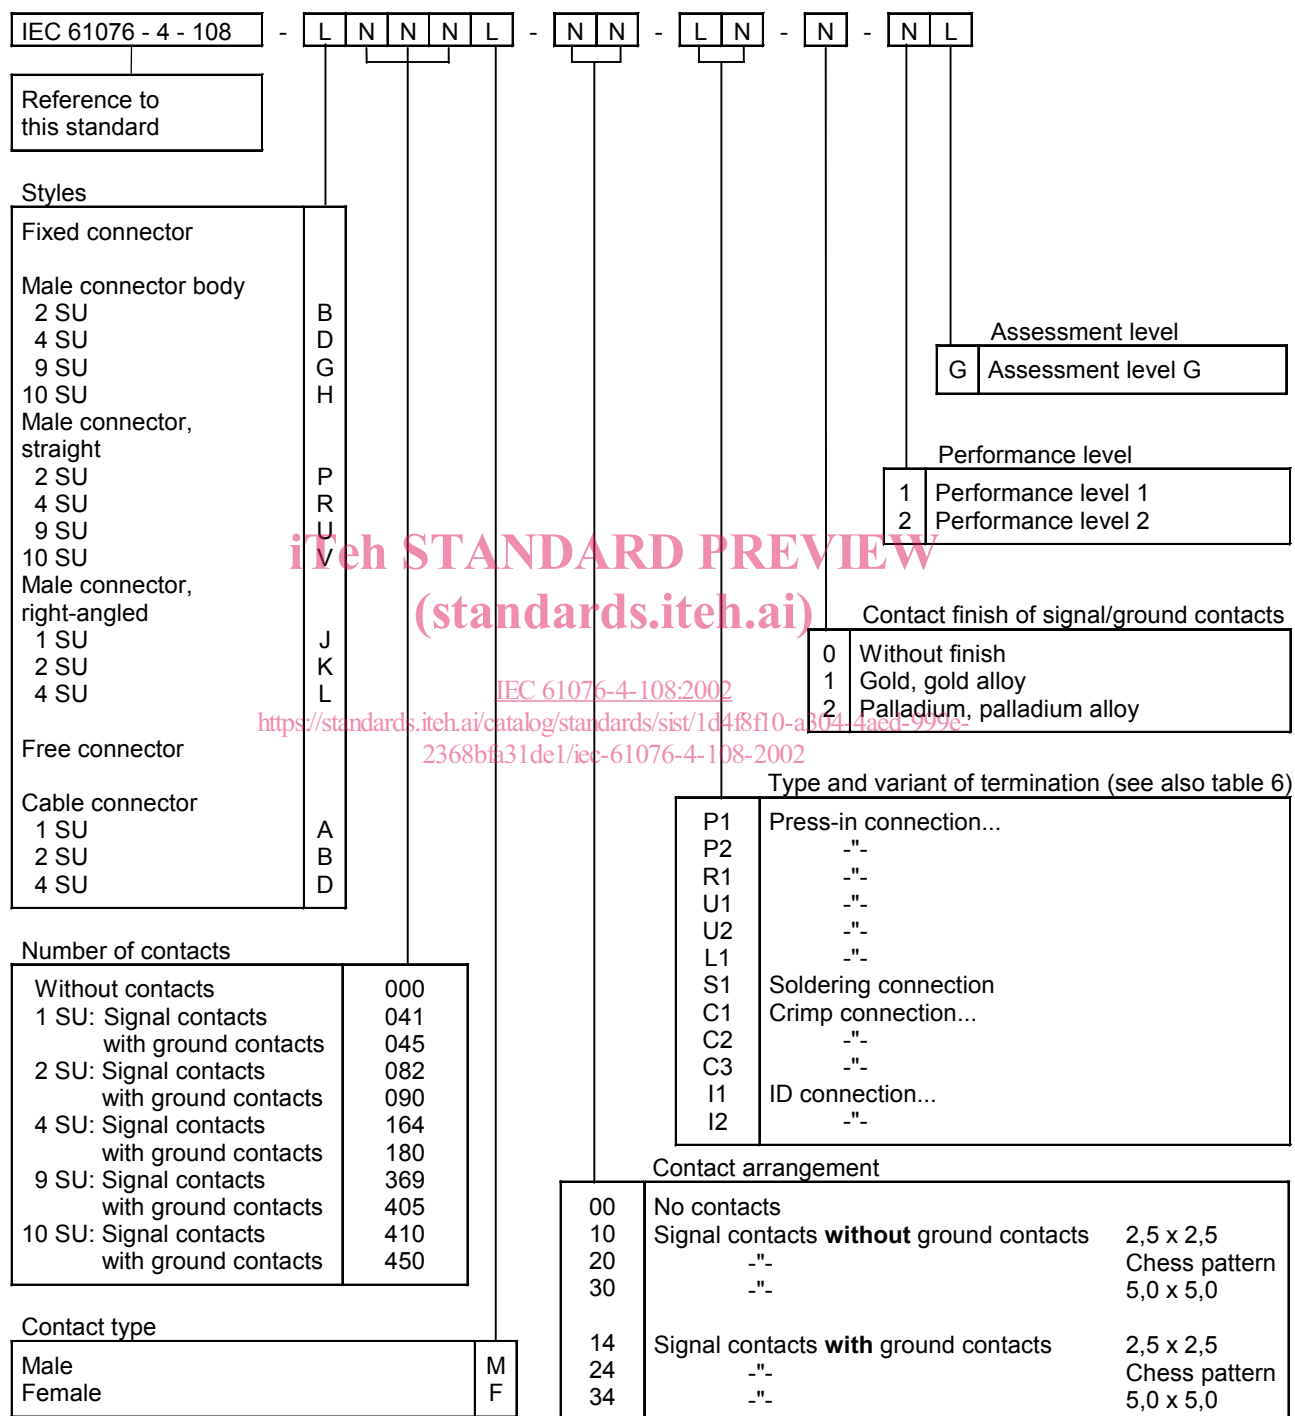 IEC 61076 - 4 - 108 - L N N N L - N N - L N - N - N L
Reference to
this standard
Styles
Fixed connector
Male connector body
2 SU B
4 SU D
9 SU G
10 SU H
Male connector,
straight
2 SU P
4 SU R
9 SU U
10 SU V
Male connector,
right-angled
1 SU J
2 SU K
4 SU L
Free connector
Cable connector
1 SU A
2 SU B
4 SU D
Number of contacts
Without contacts 000
1 SU: Signal contacts 041
with ground contacts 045
2 SU: Signal contacts 082
with ground contacts 090
4 SU: Signal contacts 164
with ground contacts 180
9 SU: Signal contacts 369
with ground contacts 405
10 SU: Signal contacts 410
with ground contacts 450
Contact type
Male M
Female F
Assessment level
G Assessment level G
Performance level
1 Performance level 1
2 Performance level 2
iTeh STANDARD PREVIEW
(standards.iteh.ai)
IEC 61076-4-108:2002
https://standards.iteh.ai/catalog/standards/sist/1d4f8f10-a304-4aed-999e-
2368bfa31de1/iec-61076-4-108-2002
Contact finish of signal/ground contacts
0 Without finish
1 Gold, gold alloy
2 Palladium, palladium alloy
Type and variant of termination (see also table 6)
P1 Press-in connection...
P2 -"-
R1 -"-
U1 -"-
U2 -"-
L1 -"-
S1 Soldering connection
C1 Crimp connection...
C2 -"-
C3 -"-
I1 ID connection...
I2 -"-
Contact arrangement
00 No contacts
10 Signal contacts without ground contacts 2,5 x 2,5
20 -"- Chess pattern
30 -"- 5,0 x 5,0
14 Signal contacts with ground contacts 2,5 x 2,5
24 -"- Chess pattern
34 -"- 5,0 x 5,0